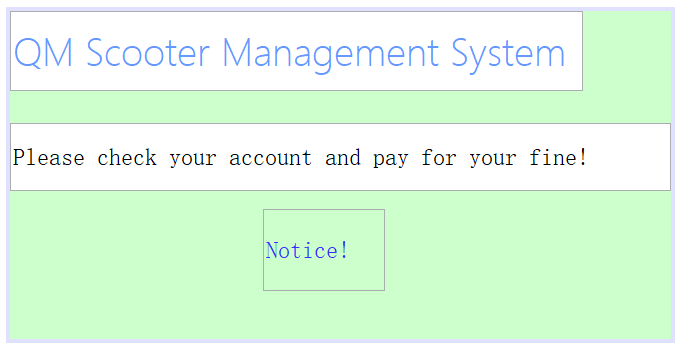 QM Scooter Management System
Please check your account and pay for your fine!
Notice!